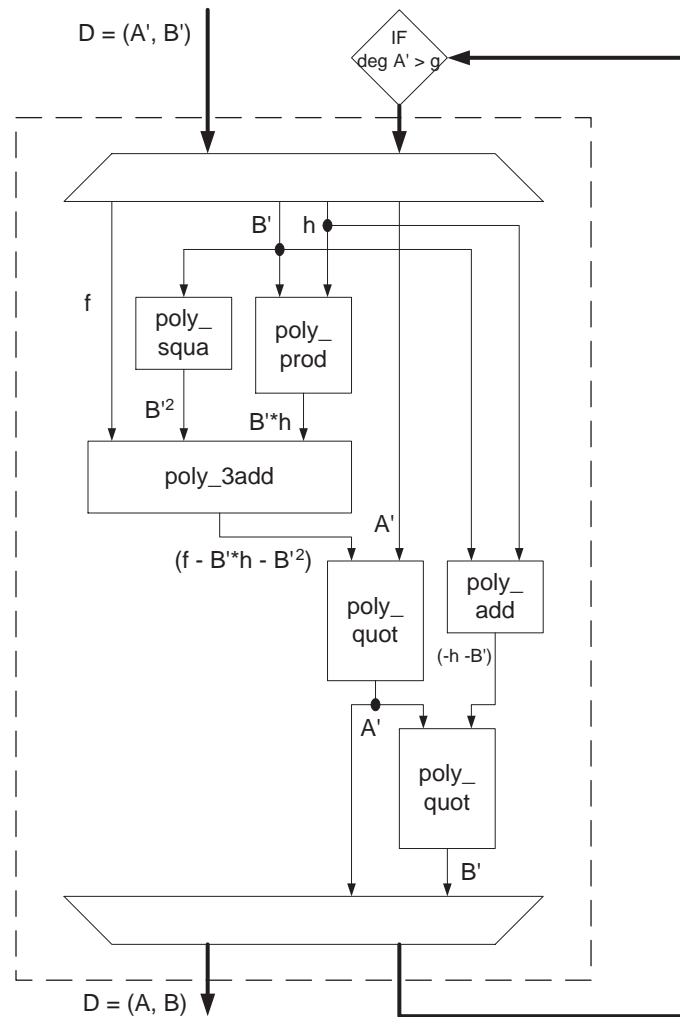 D = (A', B')
IF
deg A' > g
B'
h
f
poly_
squa
poly_
prod
B'²
B'*h
poly_3add
A'
(f - B'*h - B'²)
poly_
quot
poly_
add
(-h -B')
A'
poly_
quot
B'
D = (A, B)